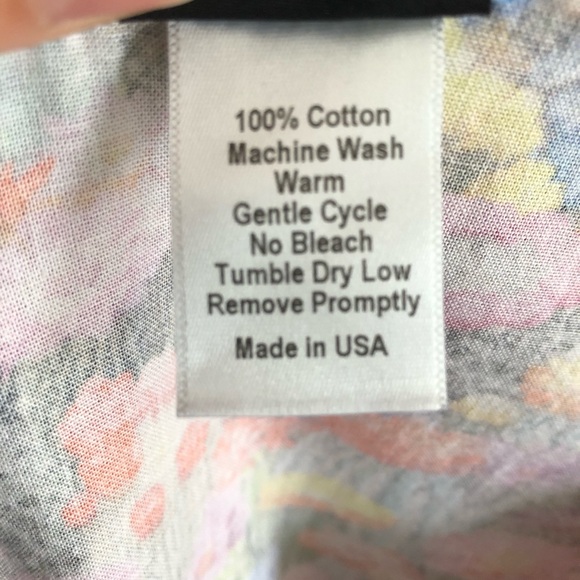 100% Cotton
Machine Wash
Warm
Gentle Cycle
No Bleach
Tumble Dry Low
Remove Promptly
Made in USA